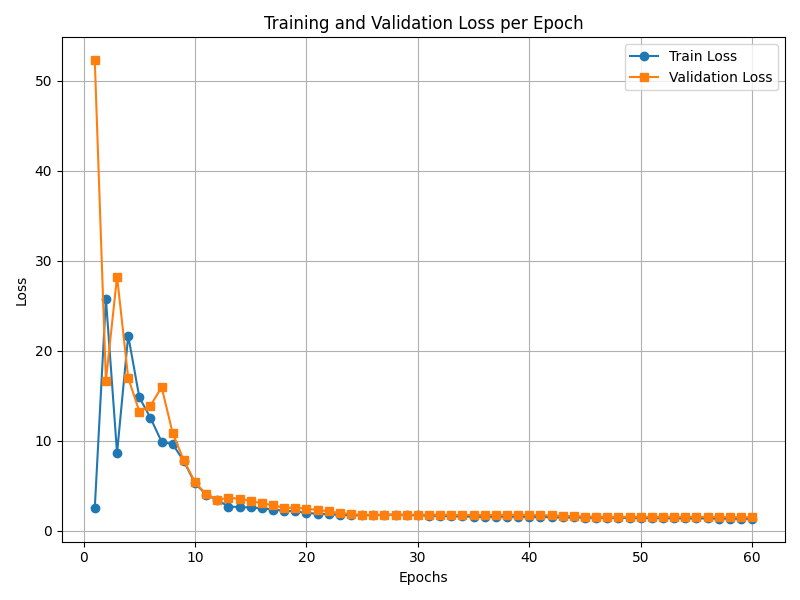 Training and Validation Loss per Epoch
Train Loss
Validation Loss
50
40
30
20
10
0
Loss
0 10 20 30 40 50 60
Epochs